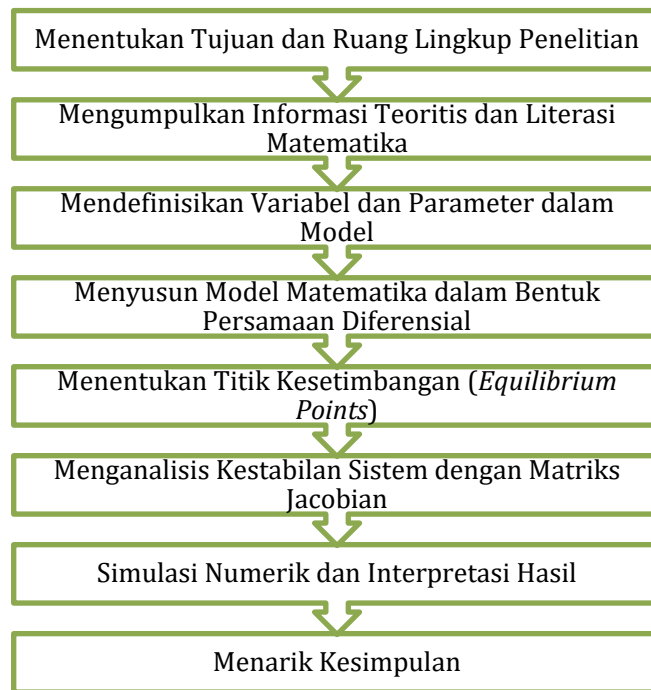 Menentukan Tujuan dan Ruang Lingkup Penelitian
Mengumpulkan Informasi Teoritis dan Literasi
Matematika
Mendefinisikan Variabel dan Parameter dalam
Model
Menyusun Model Matematika dalam Bentuk
Persamaan Diferensial
Menentukan Titik Kesetimbangan (Equilibrium
Points)
Menganalisis Kestabilan Sistem dengan Matriks
Jacobian
Simulasi Numerik dan Interpretasi Hasil
Menarik Kesimpulan